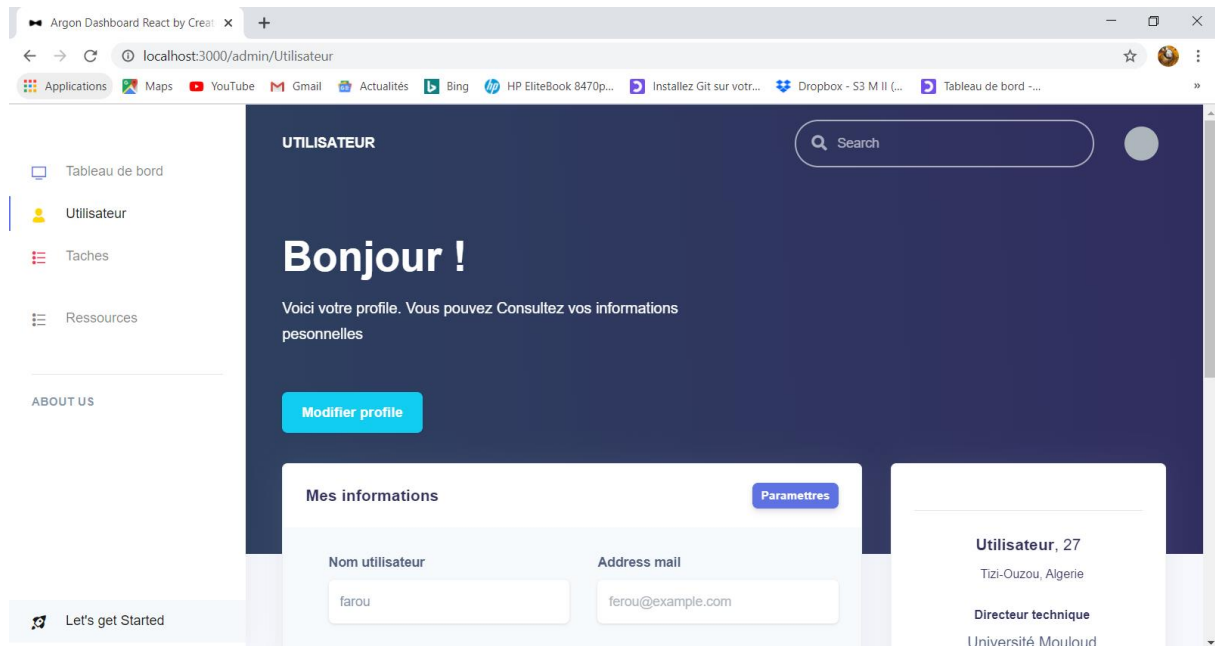 Argon Dashboard React by Creat
localhost:3000/admin/Utilisateur
Applications Maps YouTube Gmail Actualités Bing HP EliteBook 8470p... Installez Git sur votr... Dropbox - S3 M II (... Tableau de bord -...
UTILISATEUR
Search
Tableau de bord
Utilisateur
Taches
Ressources
ABOUT US
Let's get Started
Bonjour !
Voici votre profile. Vous pouvez Consultez vos informations
pesonnelles
Modifier profile
Mes informations
Paramettres
Nom utilisateur
farou
Address mail
ferou@example.com
Utilisateur, 27
Tizi-Ouzou, Algerie
Directeur technique
Université Mouloud